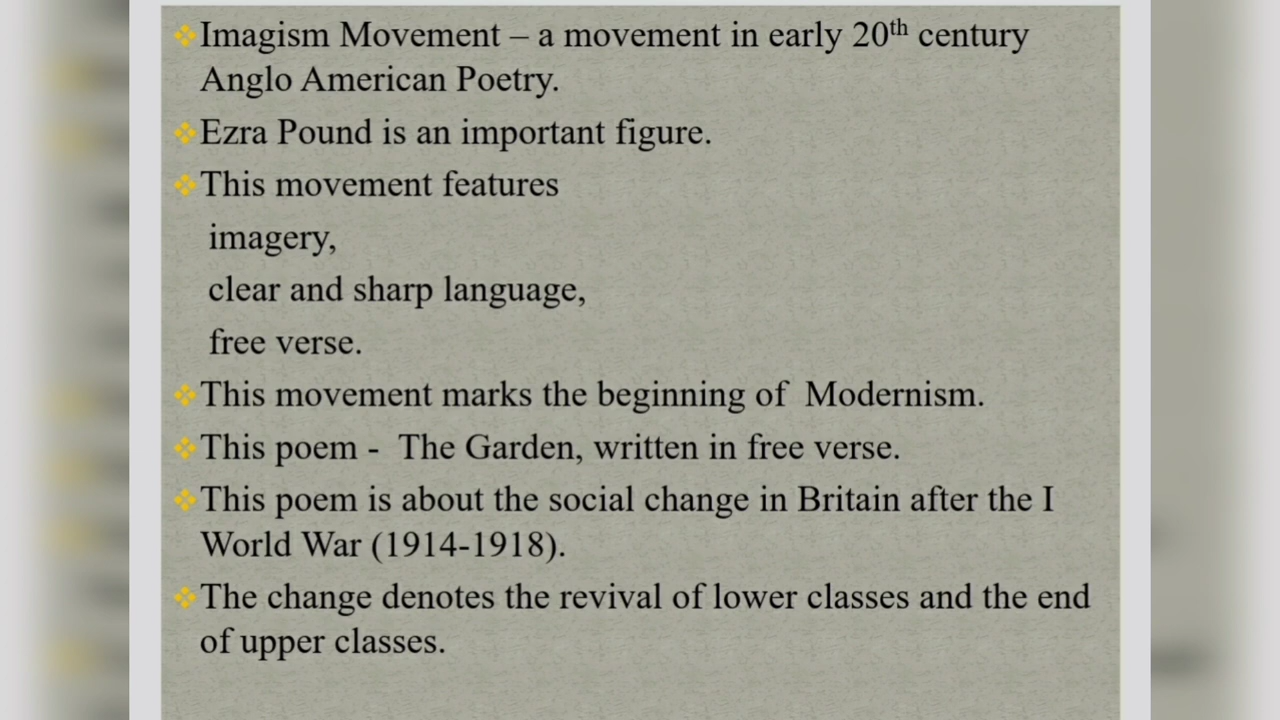 Imagism Movement – a movement in early 20th century
Anglo American Poetry.
Ezra Pound is an important figure.
This movement features
imagery,
clear and sharp language,
free verse.
This movement marks the beginning of  Modernism.
This poem -  The Garden, written in free verse.
This poem is about the social change in Britain after the I
World War (1914-1918).
The change denotes the revival of lower classes and the end
of upper classes.